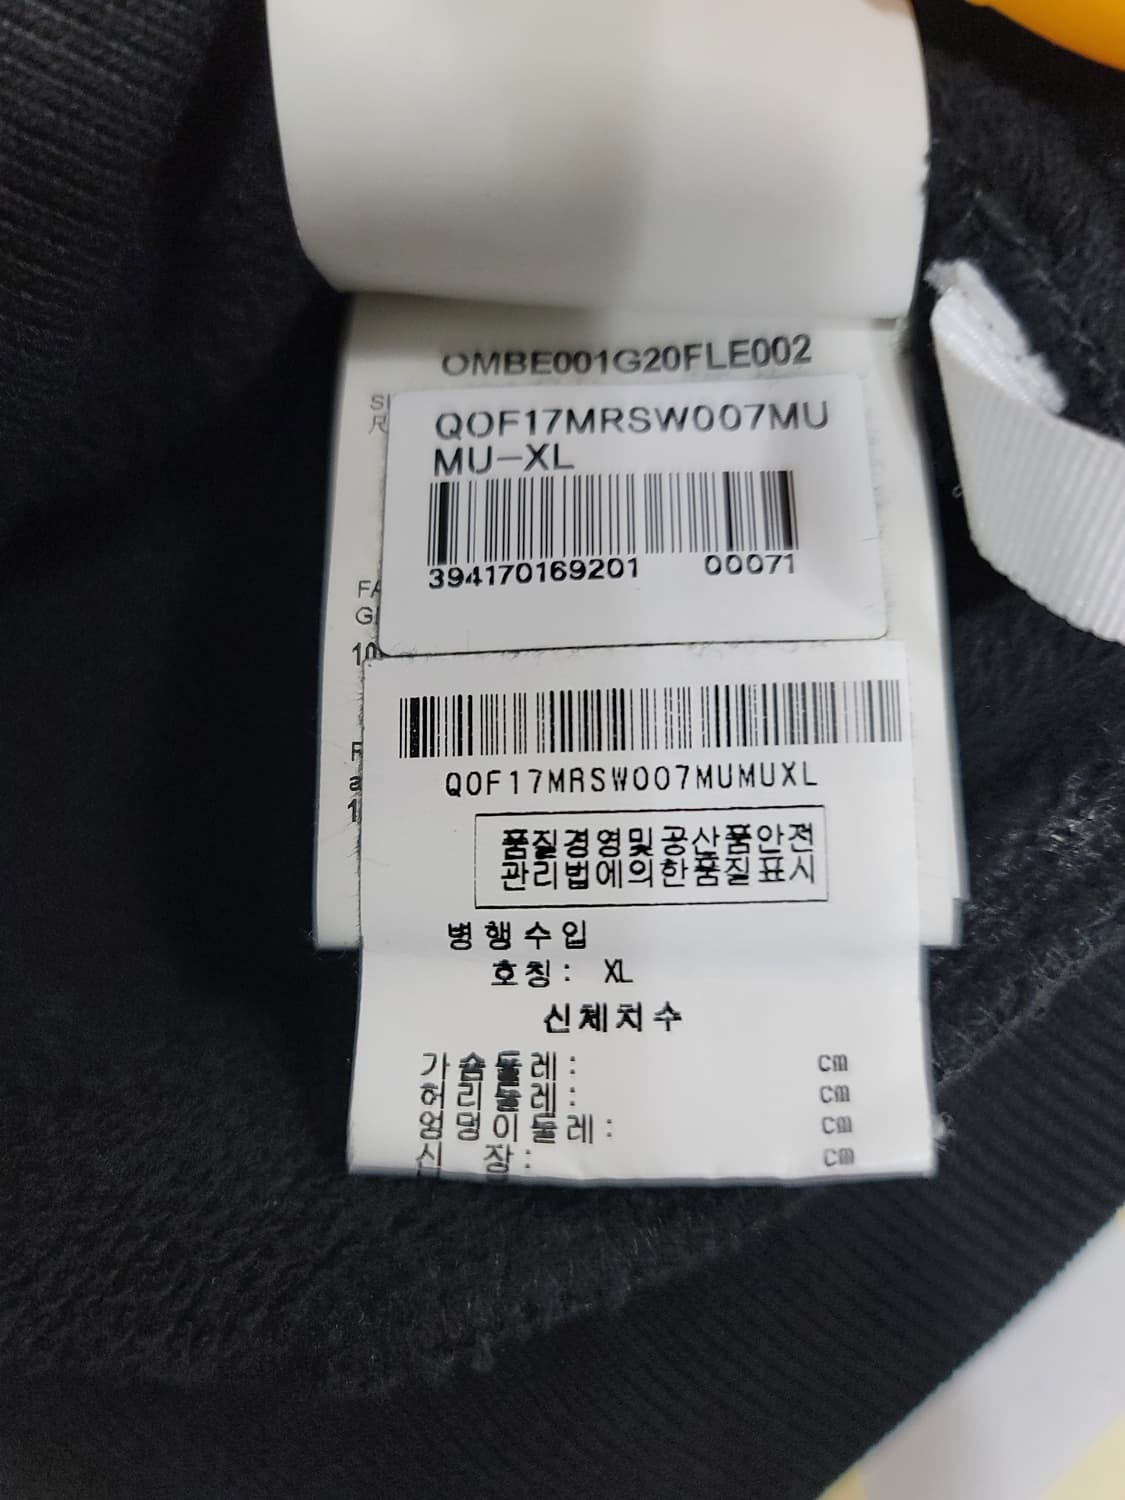 OMBE001G20FLE002
QOF17MRSW007MU
MU-XL
394170169201 00071
QOF17MRSW007MUMUXL
품질경영및공산품안전
관리법에의한품질표시
병행수입
호칭: XL
신체치수
가슴둘레: cm
허리둘레: cm
엉덩이둘레: cm
신 장: cm